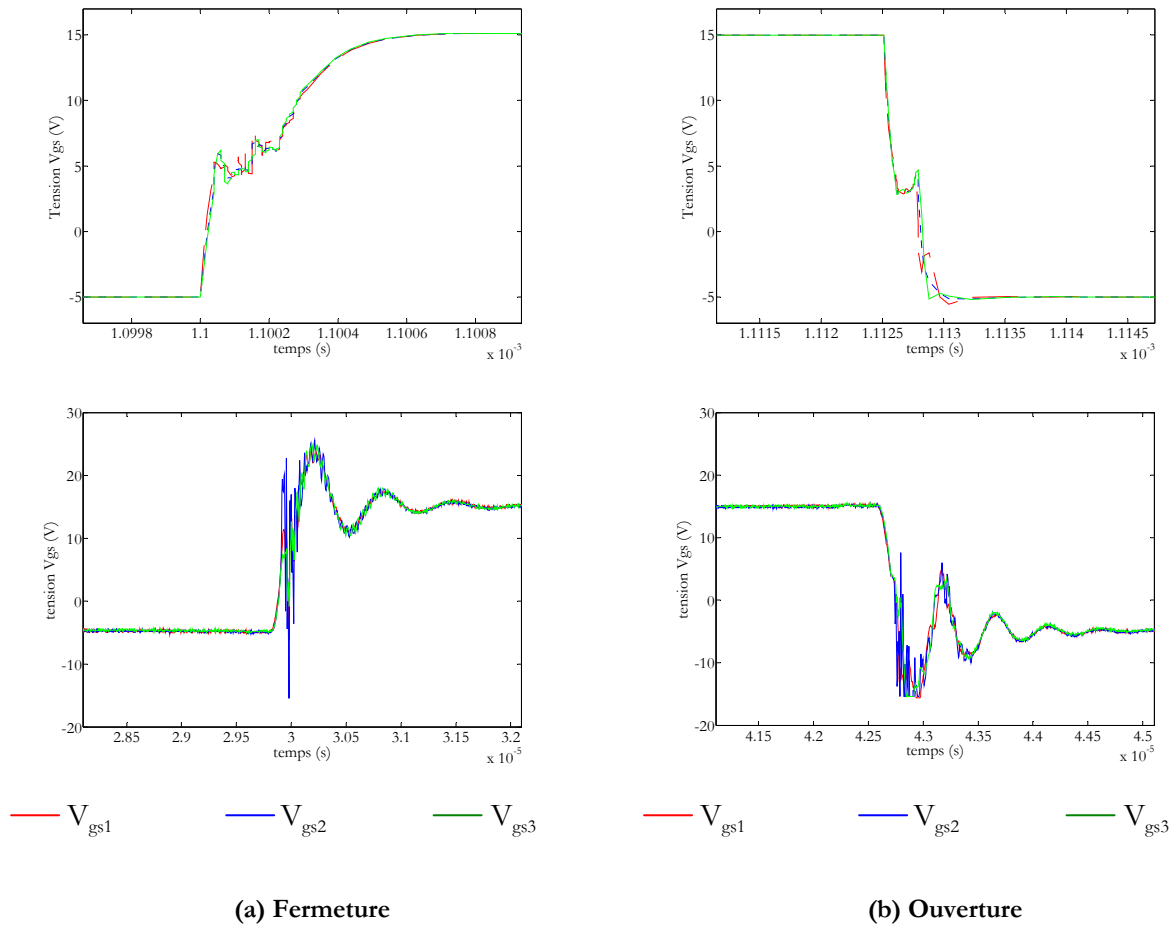 15
10
5
0
-5
Tension Vgs (V)
1.0998 1.1 1.1002 1.1004 1.1006 1.1008
temps (s)
x 10-3
15
10
5
0
-5
Tension Vgs (V)
1.1115 1.112 1.1125 1.113 1.1135 1.114 1.1145
temps (s)
x 10-3
30
20
10
0
-10
-20
tension Vgs (V)
2.85 2.9 2.95 3 3.05 3.1 3.15 3.2
temps (s)
x 10-5
30
20
10
0
-10
-20
tension Vgs (V)
4.15 4.2 4.25 4.3 4.35 4.4 4.45 4.5
temps (s)
x 10-5
Vgs1 Vgs2 Vgs3
Vgs1 Vgs2 Vgs3
(a) Fermeture
(b) Ouverture